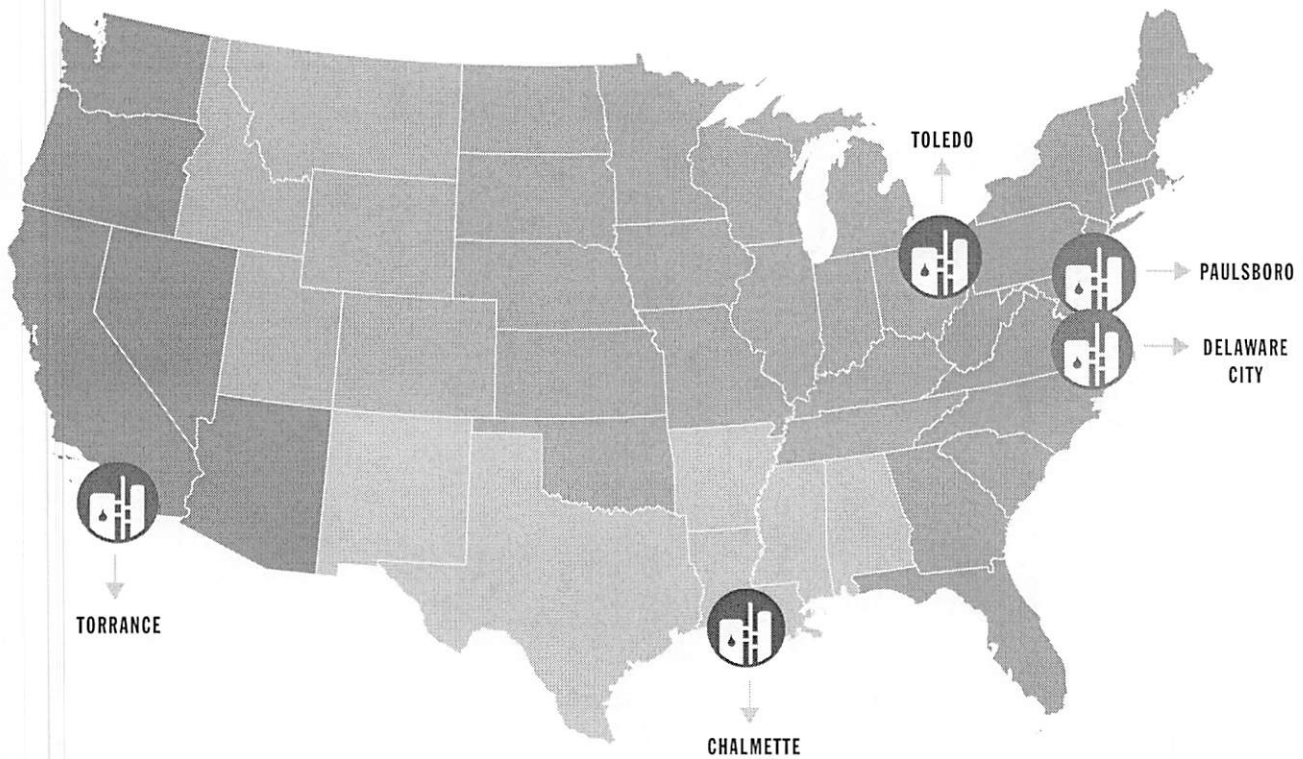 TOLEDO
PAULSBORO
DELAWARE
CITY
TORRANCE
CHALMETTE